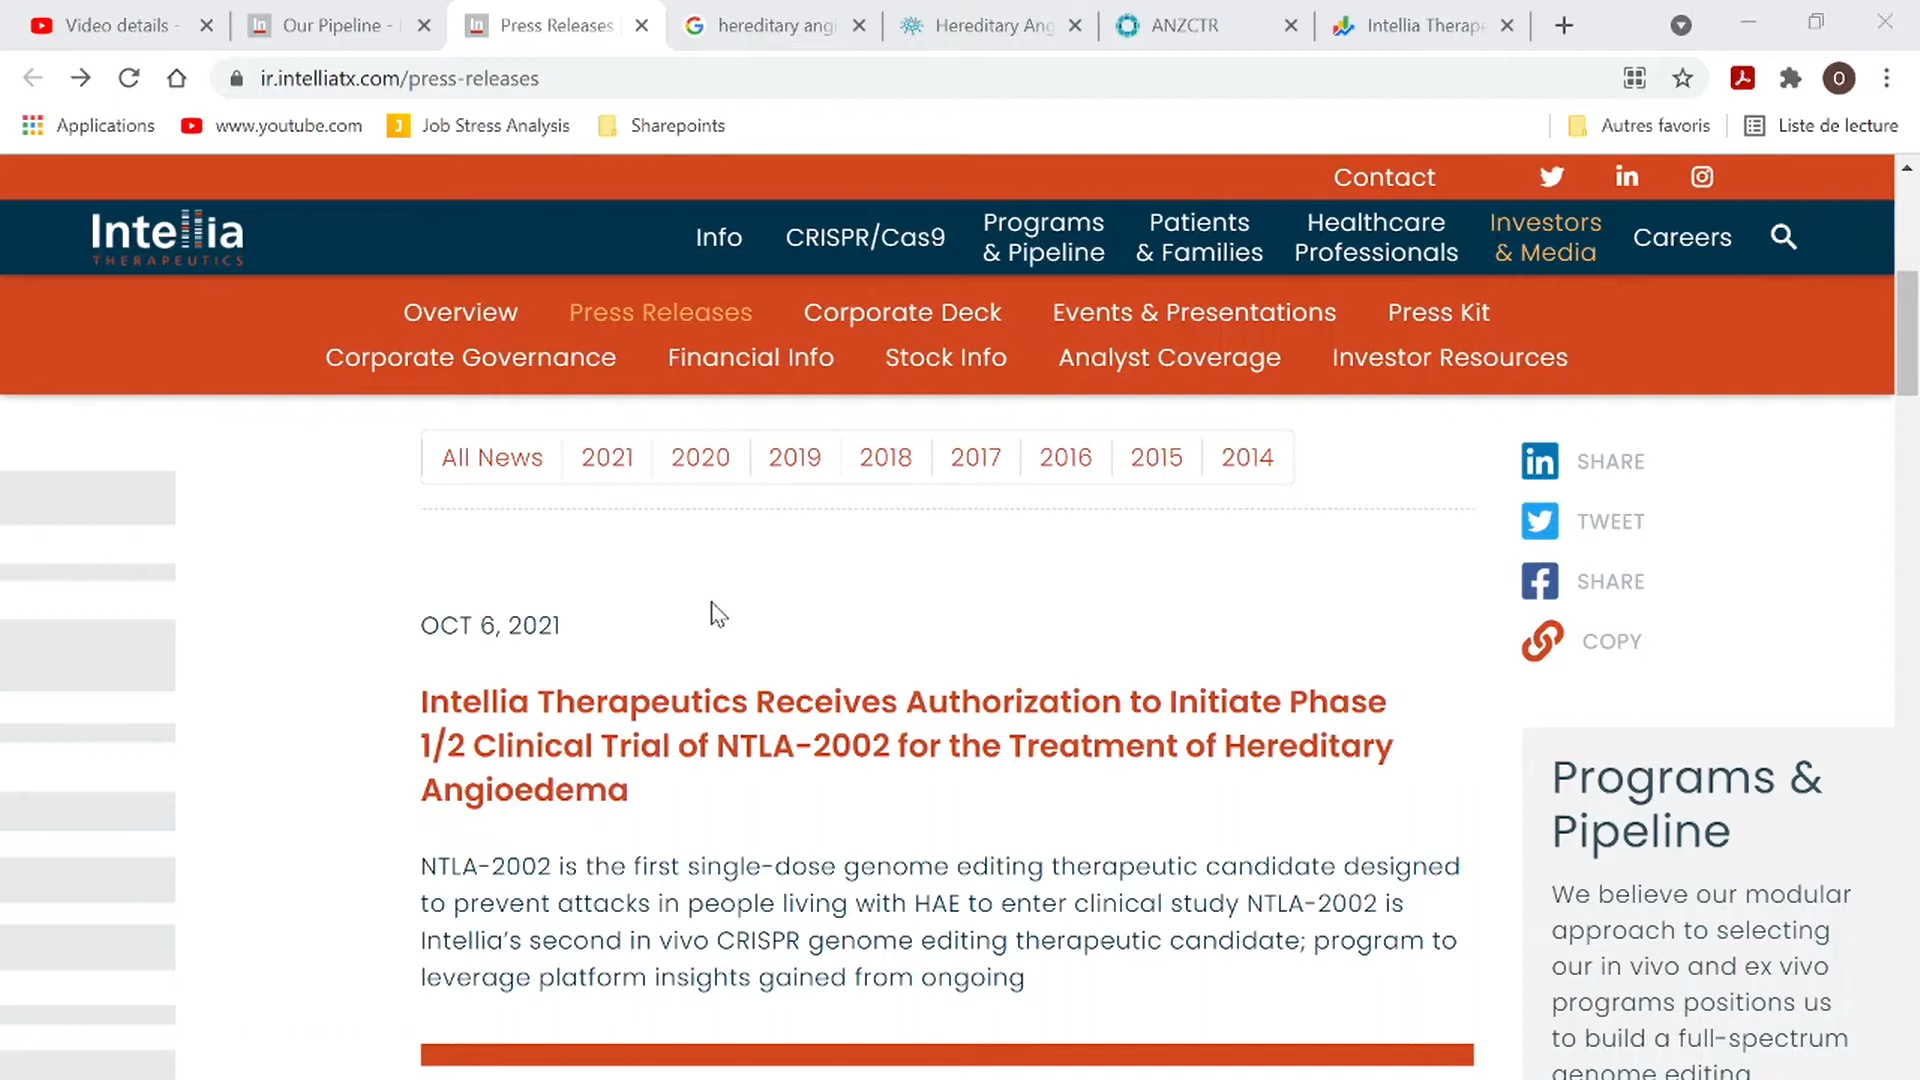 Video details -
Our Pipeline -
Press Releases
hereditary angi
Hereditary Ang
ANZCTR
Intellia Therap
ir.intelliatx.com/press-releases
O
Applications
www.youtube.com
J
Job Stress Analysis
Sharepoints
Autres favoris
Liste de lecture
Contact
Intellia
THERAPEUTICS
Info
CRISPR/Cas9
Programs
& Pipeline
Patients
& Families
Healthcare
Professionals
Investors
& Media
Careers
Overview
Press Releases
Corporate Deck
Events & Presentations
Press Kit
Corporate Governance
Financial Info
Stock Info
Analyst Coverage
Investor Resources
All News
2021
2020
2019
2018
2017
2016
2015
2014
SHARE
TWEET
SHARE
COPY
OCT 6, 2021
Intellia Therapeutics Receives Authorization to Initiate Phase
1/2 Clinical Trial of NTLA-2002 for the Treatment of Hereditary
Angioedema
NTLA-2002 is the first single-dose genome editing therapeutic candidate designed
to prevent attacks in people living with HAE to enter clinical study NTLA-2002 is
Intellia's second in vivo CRISPR genome editing therapeutic candidate; program to
leverage platform insights gained from ongoing
Programs &
Pipeline
We believe our modular
approach to selecting
our in vivo and ex vivo
programs positions us
to build a full-spectrum
genome editing